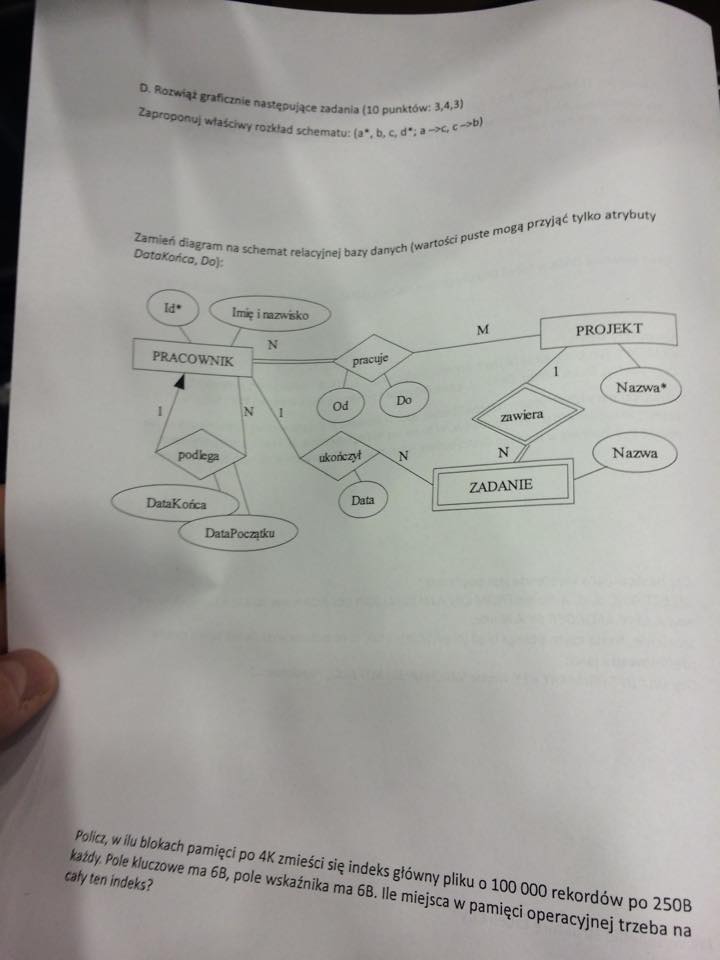 D. Rozwiąż graficznie następujące zadania (10 punktów: 3,4,3)
Zaproponuj właściwy rozkład schematu: (a*, b, c, d*; a –>c, c –>b)
Zamień diagram na schemat relacyjnej bazy danych (wartości puste mogą przyjąć tylko atrybuty
DataKońca, Do):
Id*
Imię i nazwisko
N
M
PROJEKT
PRACOWNIK
pracuje
1
Nazwa*
Od
Do
1
N
1
zawiera
podlega
ukończył
N
N
Nazwa
ZADANIE
DataKońca
Data
DataPoczątku
Policz, w ilu blokach pamięci po 4K zmieści się indeks główny pliku o 100 000 rekordów po 250B
każdy. Pole kluczowe ma 6B, pole wskaźnika ma 6B. Ile miejsca w pamięci operacyjnej trzeba na
cały ten indeks?